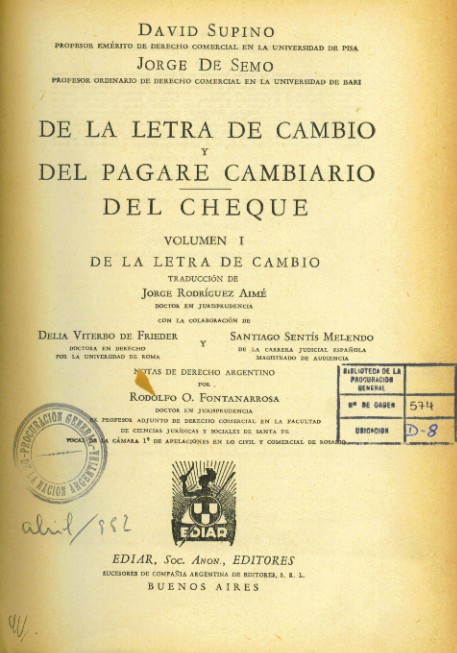 DAVID SUPINO
PROFESOR EMÉRITO DE DERECHO COMERCIAL EN LA UNIVERSIDAD DE PISA
JORGE DE SEMO
PROFESOR ORDINARIO DE DERECHO COMERCIAL EN LA UNIVERSIDAD DE BARI
DE LA LETRA DE CAMBIO
Y
DEL PAGARE CAMBIARIO
DEL CHEQUE
VOLUMEN I
DE LA LETRA DE CAMBIO
TRADUCCIÓN DE
JORGE RODRÍGUEZ AIMÉ
DOCTOR EN JURISPRUDENCIA
CON LA COLABORACIÓN DE
DELIA VITERBO DE FRIEDER
DOCTORA EN DERECHO
POR LA UNIVERSIDAD DE ROMA
Y
SANTIAGO SENTÍS MELENDO
DE LA CARRERA JUDICIAL ESPAÑOLA
MAGISTRADO DE AUDIENCIA
NOTAS DE DERECHO ARGENTINO
POR
RODOLFO O. FONTANARROSA
DOCTOR EN JURISPRUDENCIA
EX PROFESOR ADJUNTO DE DERECHO COMERCIAL EN LA FACULTAD
DE CIENCIAS JURÍDICAS Y SOCIALES DE SANTA FE
VOCAL DE LA CÁMARA 1ª DE APELACIONES EN LO CIVIL Y COMERCIAL DE ROSARIO
BIBLIOTECA DE LA
PROCURACIÓN
GENERAL
Nº DE ORDEN 574
UBICACION D-8
PROCURACIÓN GENERAL
DE LA NACION ARGENTINA
abril/952
EDIAR
EDIAR, SOC. ANON., EDITORES
SUCESORES DE COMPAÑÍA ARGENTINA DE EDITORES, S. R. L.
BUENOS AIRES